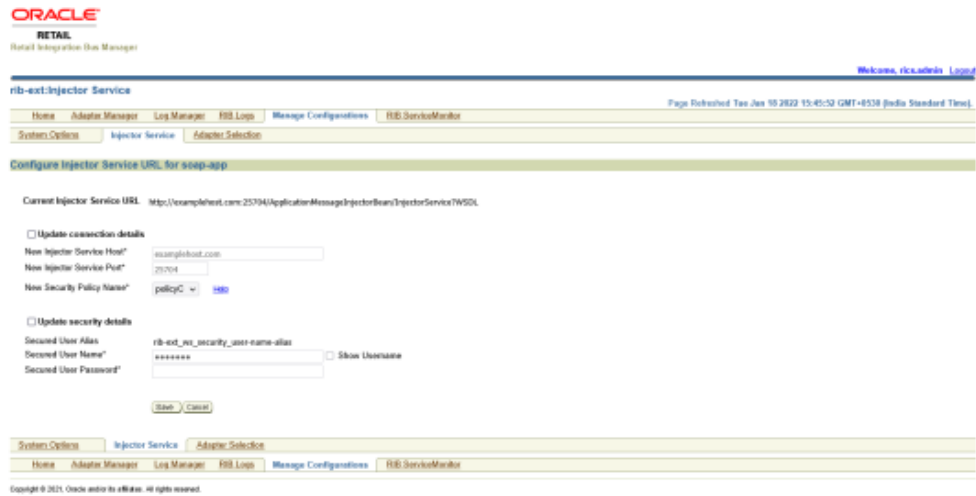 ORACLE
RETAIL
Retail Integration Bus Manager
Welcome, rics.admin Logout
rib-ext:Injector Service
Page Refreshed Tue Jan 18 2022 15:45:52 GMT+0530 (India Standard Time).
Home Adapter.Manager Log.Manager RIB.Logs Manage Configurations RIB.ServiceMonitor
System Options Injector Service Adapter Selection
Configure Injector Service URL for soap-app
Current Injector Service URL http://examplehost.com:25704/ApplicationMessageInjectorBean/InjectorService?WSDL
Update connection details
New Injector Service Host* examplehost.com
New Injector Service Port* 25704
New Security Policy Name* policyC Help
Update security details
Secured User Alias rib-ext_ws_security_user-name-alias
Secured User Name* ******* Show Username
Secured User Password*
Save Cancel
System Options Injector Service Adapter Selection
Home Adapter.Manager Log.Manager RIB.Logs Manage Configurations RIB.ServiceMonitor
Copyright © 2021, Oracle and/or its affiliates. All rights reserved.